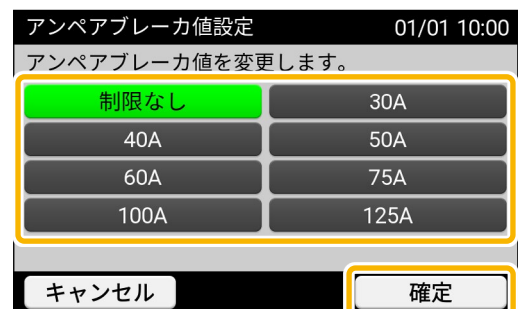 アンペアブレーカ値設定 01/01 10:00
アンペアブレーカ値を変更します。
制限なし 30A
40A 50A
60A 75A
100A 125A
キャンセル 確定